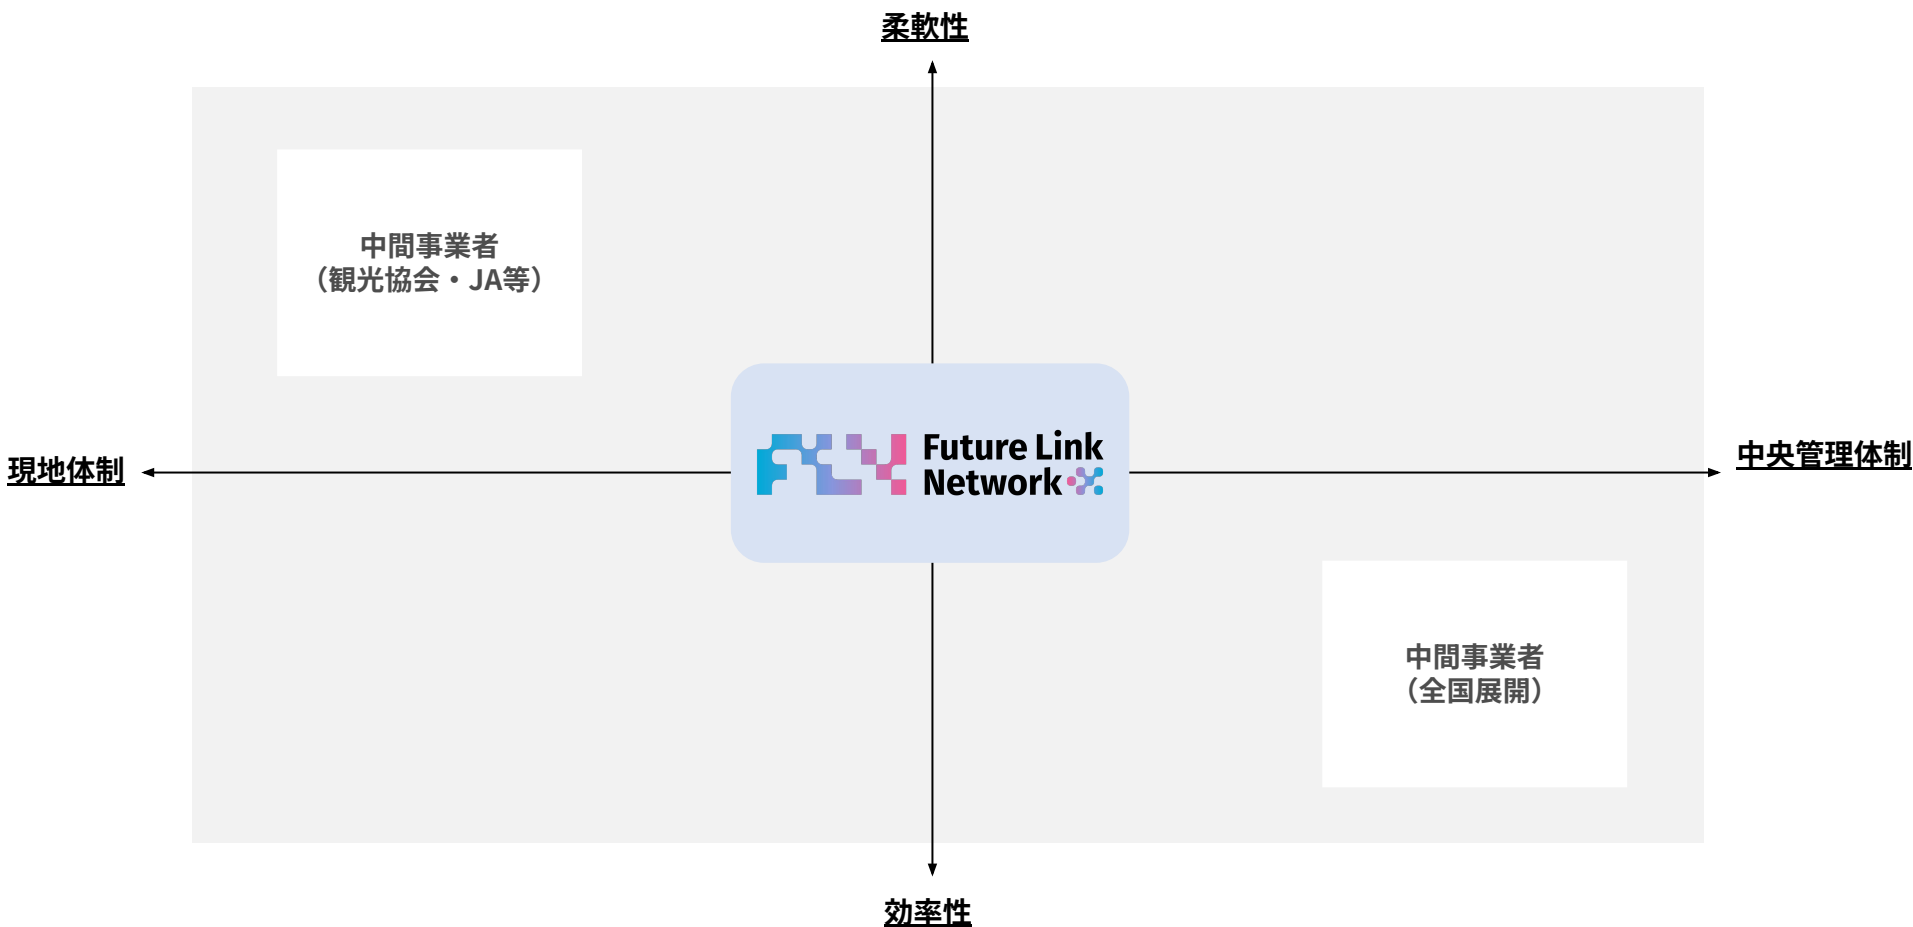 柔軟性
中間事業者
（観光協会・JA等）
現地体制
Future Link
Network
中央管理体制
中間事業者
（全国展開）
効率性